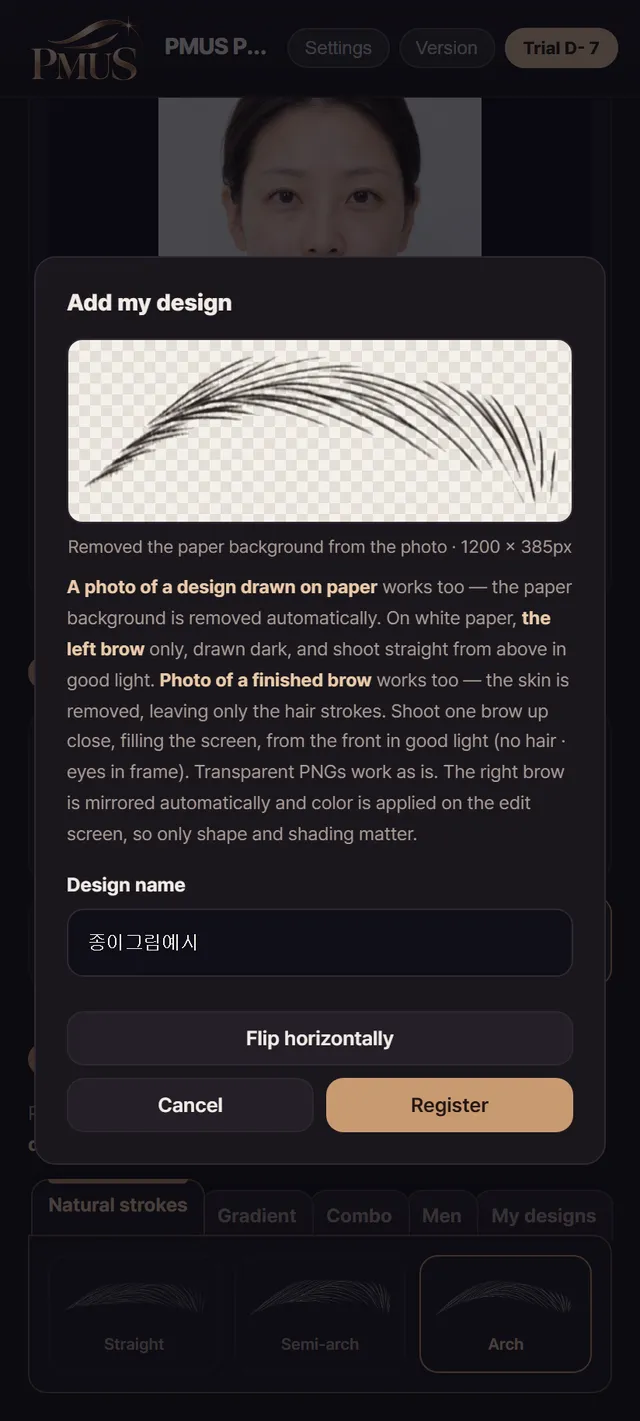 PMUS
PMUS P...
Settings
Version
Trial D- 7
Add my design
Removed the paper background from the photo · 1200 × 385px
A photo of a design drawn on paper works too — the paper
background is removed automatically. On white paper, the
left brow only, drawn dark, and shoot straight from above in
good light. Photo of a finished brow works too — the skin is
removed, leaving only the hair strokes. Shoot one brow up
close, filling the screen, from the front in good light (no hair ·
eyes in frame). Transparent PNGs work as is. The right brow
is mirrored automatically and color is applied on the edit
screen, so only shape and shading matter.
Design name
종이그림예시
Flip horizontally
Cancel
Register
Natural strokes
Gradient
Combo
Men
My designs
Straight
Semi-arch
Arch